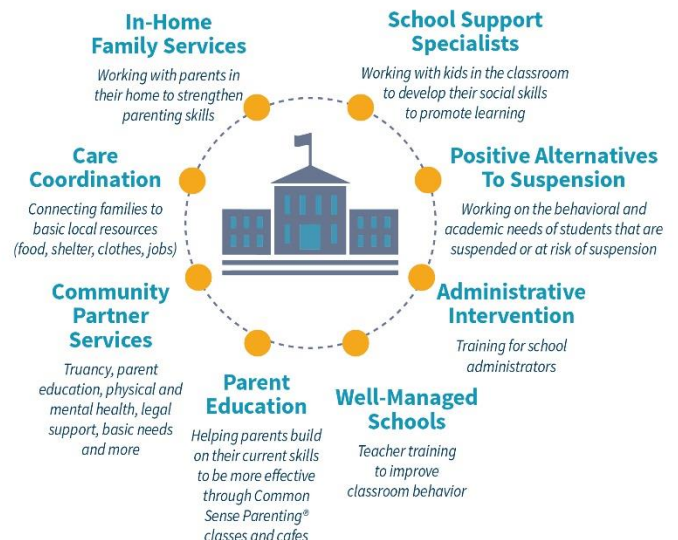 In-Home
Family Services
Working with parents in
their home to strengthen
parenting skills
School Support
Specialists
Working with kids in the classroom
to develop their social skills
to promote learning
Care
Coordination
Connecting families to
basic local resources
(food, shelter, clothes, jobs)
Positive Alternatives
To Suspension
Working on the behavioral and
academic needs of students that are
suspended or at risk of suspension
Community
Partner
Services
Truancy, parent
education, physical and
mental health, legal
support, basic needs
and more
Administrative
Intervention
Training for school
administrators
Parent
Education
Helping parents build
on their current skills
to be more effective
through Common
Sense Parenting®
classes and cafes
Well-Managed
Schools
Teacher training
to improve
classroom behavior